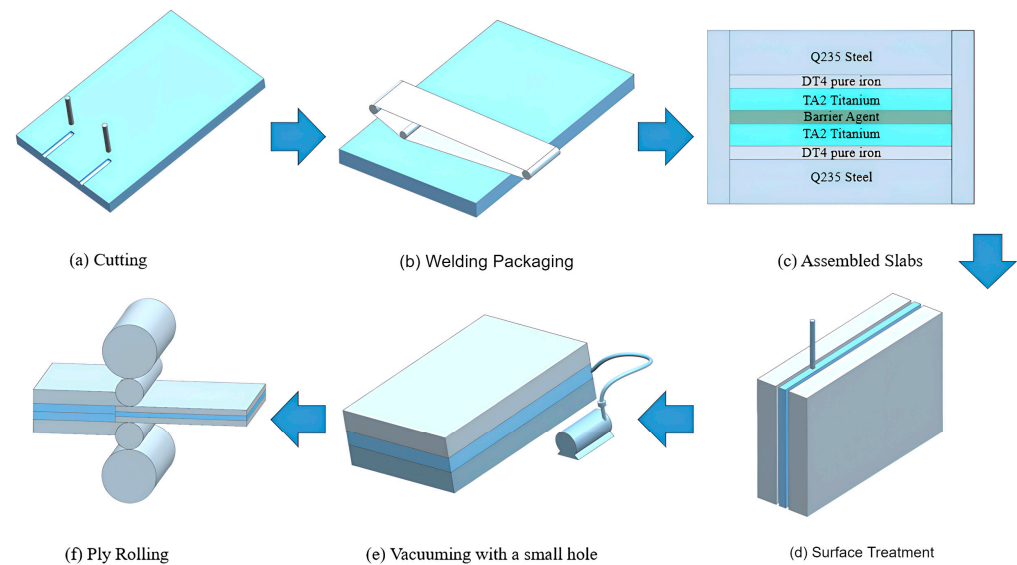 Q235 Steel
DT4 pure iron
TA2 Titanium
Barrier Agent
TA2 Titanium
DT4 pure iron
Q235 Steel
(a) Cutting
(b) Welding Packaging
(c) Assembled Slabs
(f) Ply Rolling
(e) Vacuuming with a small hole
(d) Surface Treatment